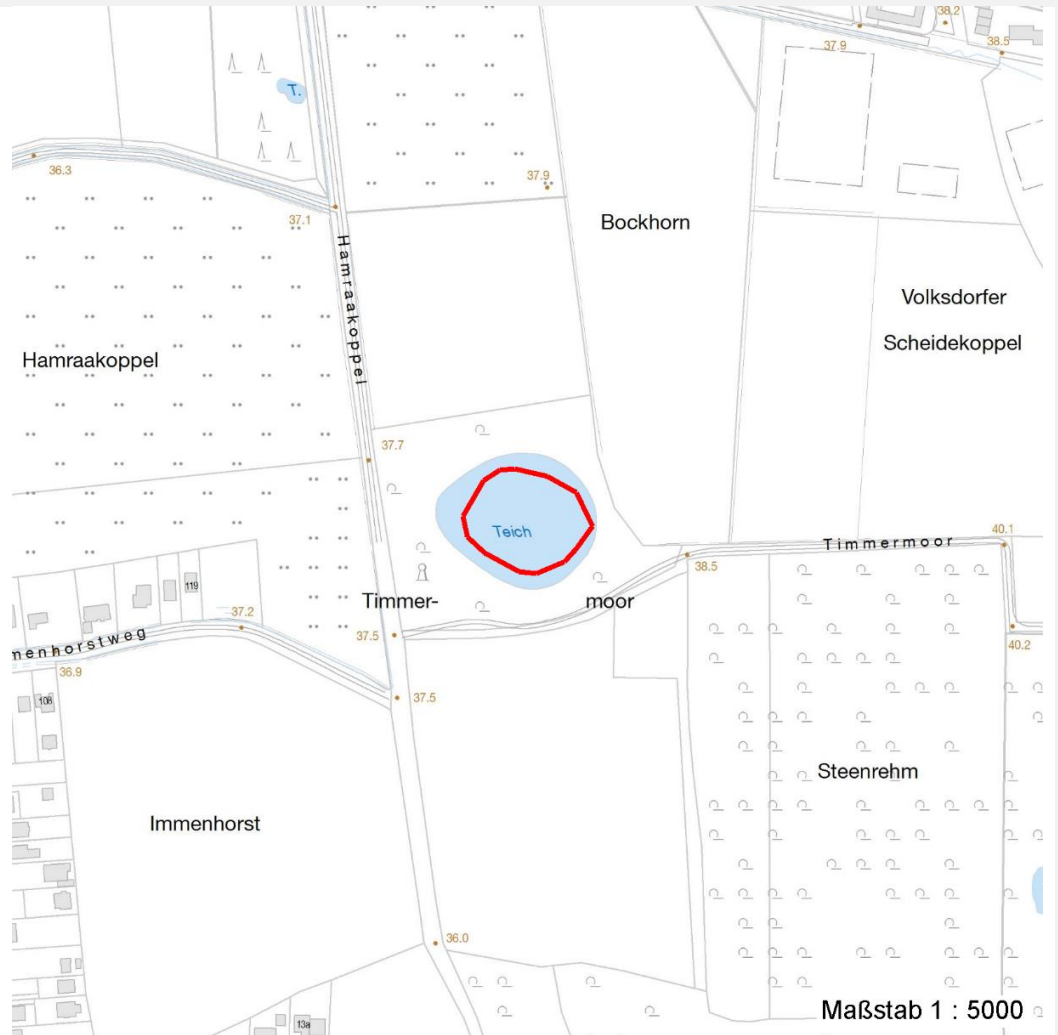 38.2
37.9
38.5
T.
36.3
37.9
37.1
Bockhorn
Hamraakoppel
Volksdorfer
Scheidekoppel
Hamraakoppel
37.7
Teich
40.1
Timmermoor
38.5
119
Timmer-
moor
37.2
37.5
menhorstweg
36.9
40.2
108
37.5
Steenrehm
Immenhorst
36.0
13a
Maßstab 1 : 5000